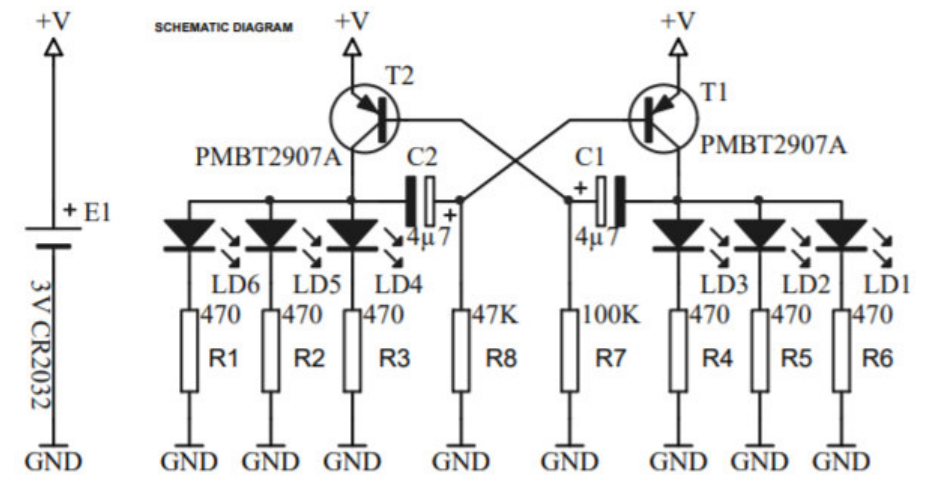 +V
SCHEMATIC DIAGRAM
+V
+V
T2
T1
PMBT2907A
C2
C1
PMBT2907A
+ E1
+
+
4µ7
4µ7
LD6
LD5
LD4
LD3
LD2
LD1
3V CR2032
470
470
470
47K
100K
470
470
470
R1
R2
R3
R8
R7
R4
R5
R6
GND
GND
GND
GND
GND
GND
GND
GND
GND